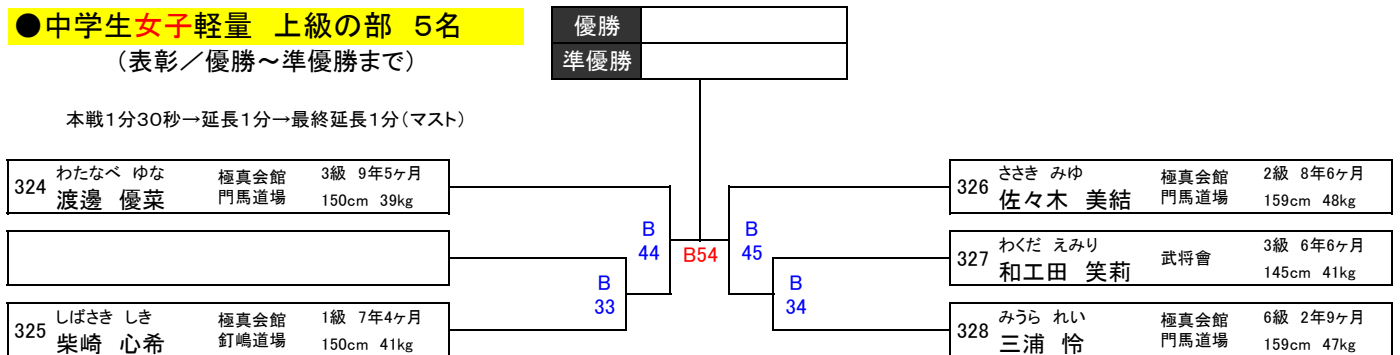 ●中学生女子軽量 上級の部 5名
(表彰/優勝~準優勝まで)
優勝
準優勝
本戦1分30秒→延長1分→最終延長1分(マスト)
324 わたなべ ゆな 渡邊 優菜 極真会館 門馬道場 3級 9年5ヶ月 150cm 39kg
325 しばさき しき 柴崎 心希 極真会館 釘嶋道場 1級 7年4ヶ月 150cm 41kg
B 44
B 33
B54
B 45
B 34
326 ささき みゆ 佐々木 美結 極真会館 門馬道場 2級 8年6ヶ月 159cm 48kg
327 わくだ えみり 和工田 笑莉 武将會 3級 6年6ヶ月 145cm 41kg
328 みうら れい 三浦 怜 極真会館 門馬道場 6級 2年9ヶ月 159cm 47kg